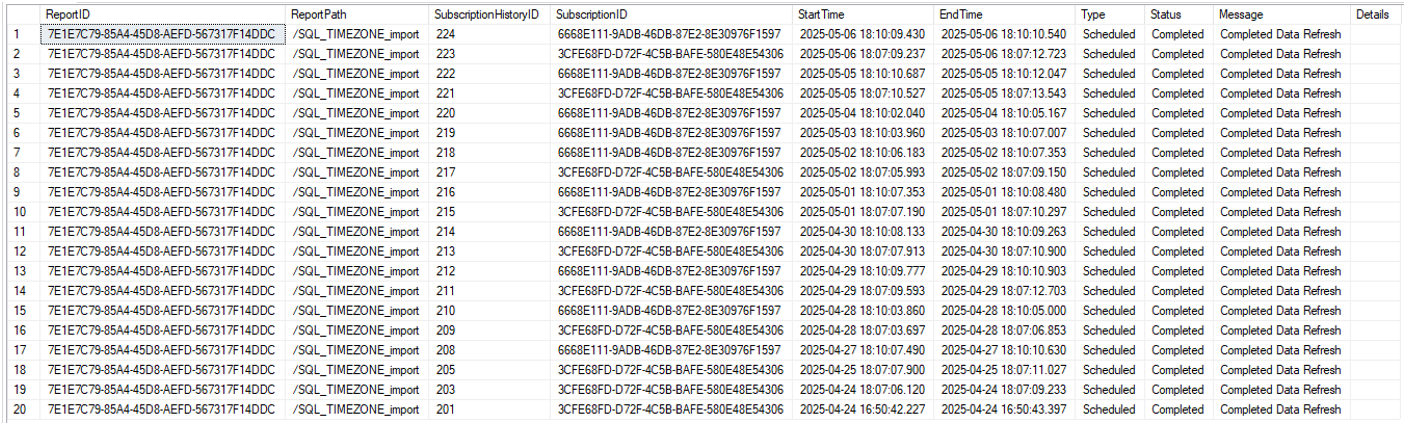 ReportID ReportPath SubscriptionHistoryID SubscriptionID StartTime EndTime Type Status Message Details
1 7E1E7C79-85A4-45D8-AEFD-567317F14DDC /SQL_TIMEZONE_import 224 6668E111-9ADB-46DB-87E2-8E30976F1597 2025-05-06 18:10:09.430 2025-05-06 18:10:10.540 Scheduled Completed Completed Data Refresh
2 7E1E7C79-85A4-45D8-AEFD-567317F14DDC /SQL_TIMEZONE_import 223 3CFE68FD-D72F-4C5B-BAFE-580E48E54306 2025-05-06 18:07:09.237 2025-05-06 18:07:12.723 Scheduled Completed Completed Data Refresh
3 7E1E7C79-85A4-45D8-AEFD-567317F14DDC /SQL_TIMEZONE_import 222 6668E111-9ADB-46DB-87E2-8E30976F1597 2025-05-05 18:10:10.687 2025-05-05 18:10:12.047 Scheduled Completed Completed Data Refresh
4 7E1E7C79-85A4-45D8-AEFD-567317F14DDC /SQL_TIMEZONE_import 221 3CFE68FD-D72F-4C5B-BAFE-580E48E54306 2025-05-05 18:07:10.527 2025-05-05 18:07:13.543 Scheduled Completed Completed Data Refresh
5 7E1E7C79-85A4-45D8-AEFD-567317F14DDC /SQL_TIMEZONE_import 220 6668E111-9ADB-46DB-87E2-8E30976F1597 2025-05-04 18:10:02.040 2025-05-04 18:10:05.167 Scheduled Completed Completed Data Refresh
6 7E1E7C79-85A4-45D8-AEFD-567317F14DDC /SQL_TIMEZONE_import 219 6668E111-9ADB-46DB-87E2-8E30976F1597 2025-05-03 18:10:03.960 2025-05-03 18:10:07.007 Scheduled Completed Completed Data Refresh
7 7E1E7C79-85A4-45D8-AEFD-567317F14DDC /SQL_TIMEZONE_import 218 6668E111-9ADB-46DB-87E2-8E30976F1597 2025-05-02 18:10:06.183 2025-05-02 18:10:07.353 Scheduled Completed Completed Data Refresh
8 7E1E7C79-85A4-45D8-AEFD-567317F14DDC /SQL_TIMEZONE_import 217 3CFE68FD-D72F-4C5B-BAFE-580E48E54306 2025-05-02 18:07:05.993 2025-05-02 18:07:09.150 Scheduled Completed Completed Data Refresh
9 7E1E7C79-85A4-45D8-AEFD-567317F14DDC /SQL_TIMEZONE_import 216 6668E111-9ADB-46DB-87E2-8E30976F1597 2025-05-01 18:10:07.353 2025-05-01 18:10:08.480 Scheduled Completed Completed Data Refresh
10 7E1E7C79-85A4-45D8-AEFD-567317F14DDC /SQL_TIMEZONE_import 215 3CFE68FD-D72F-4C5B-BAFE-580E48E54306 2025-05-01 18:07:07.190 2025-05-01 18:07:10.297 Scheduled Completed Completed Data Refresh
11 7E1E7C79-85A4-45D8-AEFD-567317F14DDC /SQL_TIMEZONE_import 214 6668E111-9ADB-46DB-87E2-8E30976F1597 2025-04-30 18:10:08.133 2025-04-30 18:10:09.263 Scheduled Completed Completed Data Refresh
12 7E1E7C79-85A4-45D8-AEFD-567317F14DDC /SQL_TIMEZONE_import 213 3CFE68FD-D72F-4C5B-BAFE-580E48E54306 2025-04-30 18:07:07.913 2025-04-30 18:07:10.900 Scheduled Completed Completed Data Refresh
13 7E1E7C79-85A4-45D8-AEFD-567317F14DDC /SQL_TIMEZONE_import 212 6668E111-9ADB-46DB-87E2-8E30976F1597 2025-04-29 18:10:09.777 2025-04-29 18:10:10.903 Scheduled Completed Completed Data Refresh
14 7E1E7C79-85A4-45D8-AEFD-567317F14DDC /SQL_TIMEZONE_import 211 3CFE68FD-D72F-4C5B-BAFE-580E48E54306 2025-04-29 18:07:09.593 2025-04-29 18:07:12.703 Scheduled Completed Completed Data Refresh
15 7E1E7C79-85A4-45D8-AEFD-567317F14DDC /SQL_TIMEZONE_import 210 6668E111-9ADB-46DB-87E2-8E30976F1597 2025-04-28 18:10:03.860 2025-04-28 18:10:05.000 Scheduled Completed Completed Data Refresh
16 7E1E7C79-85A4-45D8-AEFD-567317F14DDC /SQL_TIMEZONE_import 209 3CFE68FD-D72F-4C5B-BAFE-580E48E54306 2025-04-28 18:07:03.697 2025-04-28 18:07:06.853 Scheduled Completed Completed Data Refresh
17 7E1E7C79-85A4-45D8-AEFD-567317F14DDC /SQL_TIMEZONE_import 208 6668E111-9ADB-46DB-87E2-8E30976F1597 2025-04-27 18:10:07.490 2025-04-27 18:10:10.630 Scheduled Completed Completed Data Refresh
18 7E1E7C79-85A4-45D8-AEFD-567317F14DDC /SQL_TIMEZONE_import 205 3CFE68FD-D72F-4C5B-BAFE-580E48E54306 2025-04-25 18:07:07.900 2025-04-25 18:07:11.027 Scheduled Completed Completed Data Refresh
19 7E1E7C79-85A4-45D8-AEFD-567317F14DDC /SQL_TIMEZONE_import 203 3CFE68FD-D72F-4C5B-BAFE-580E48E54306 2025-04-24 18:07:06.120 2025-04-24 18:07:09.233 Scheduled Completed Completed Data Refresh
20 7E1E7C79-85A4-45D8-AEFD-567317F14DDC /SQL_TIMEZONE_import 201 3CFE68FD-D72F-4C5B-BAFE-580E48E54306 2025-04-24 16:50:42.227 2025-04-24 16:50:43.397 Scheduled Completed Completed Data Refresh